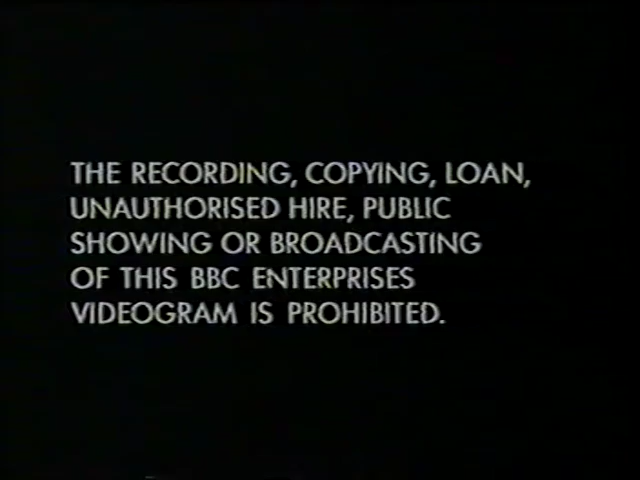 THE RECORDING, COPYING, LOAN,
UNAUTHORISED HIRE, PUBLIC
SHOWING OR BROADCASTING
OF THIS BBC ENTERPRISES
VIDEOGRAM IS PROHIBITED.